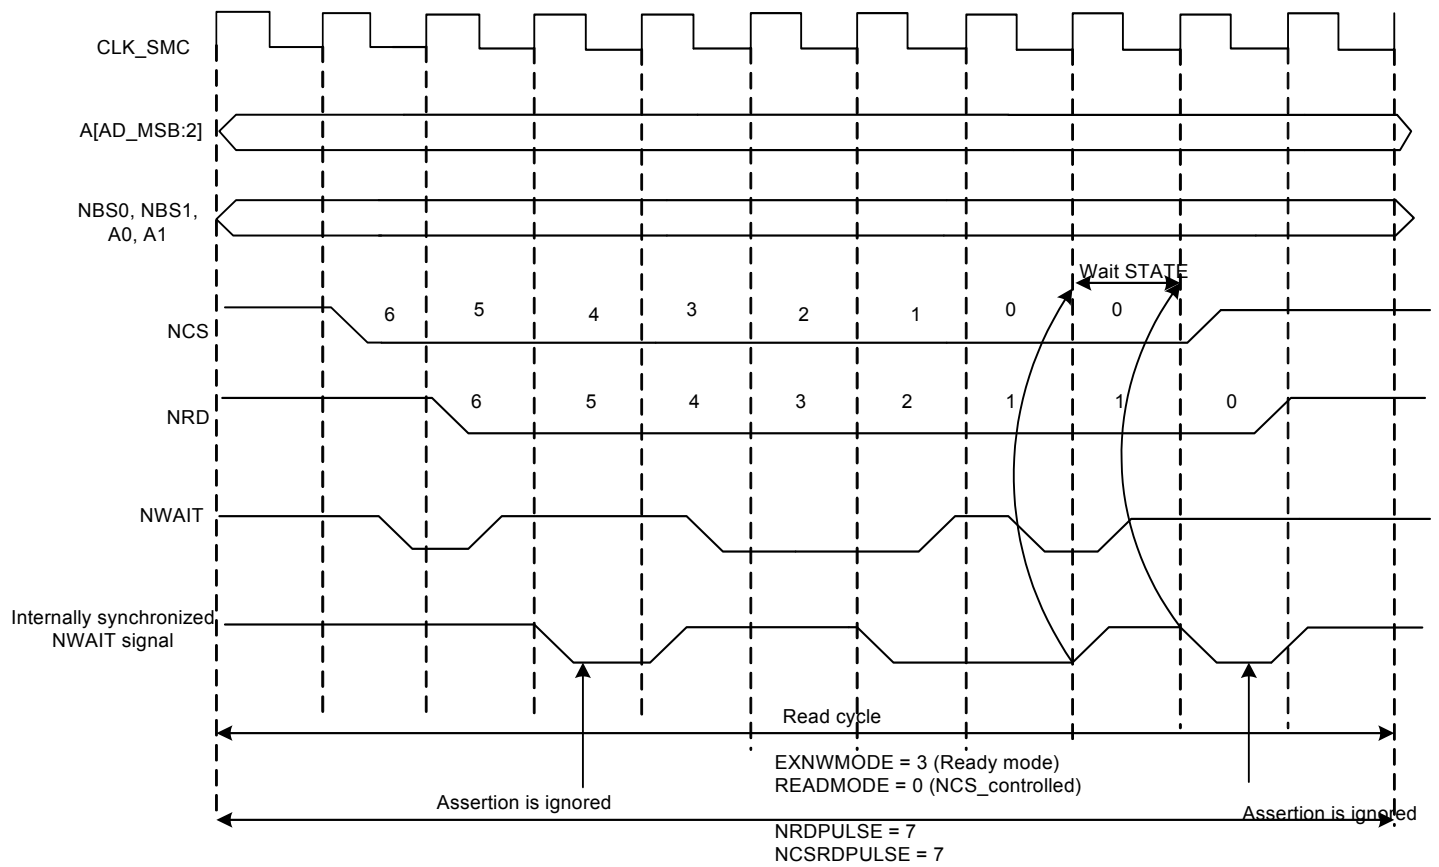 CLK_SMC
A[AD_MSB:2]
NBS0, NBS1,
A0, A1
Wait STATE
NCS
6 5 4 3 2 1 0 0
NRD
6 5 4 3 2 1 1 0
NWAIT
Internally synchronized
NWAIT signal
Read cycle
EXNWMODE = 3 (Ready mode)
READMODE = 0 (NCS_controlled)
Assertion is ignored
Assertion is ignored
NRDPULSE = 7
NCSRDPULSE = 7